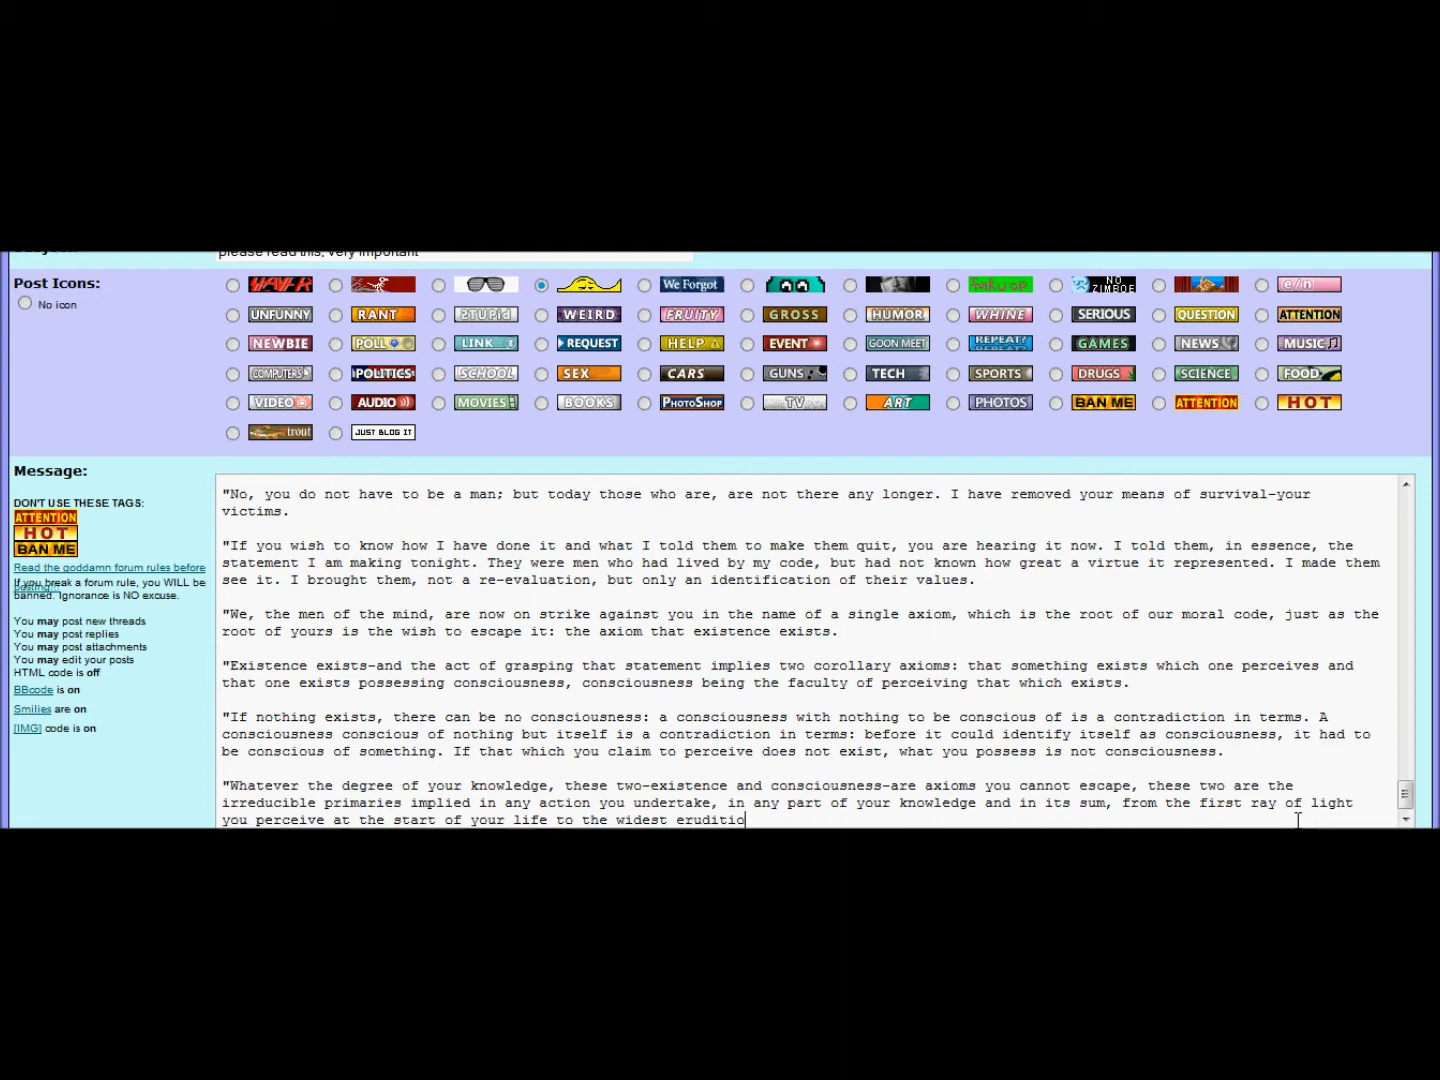 please read this, very important
Post Icons:
No icon
We Forgot
NO ZIMBOE
e/n
UNFUNNY RANT 2TUPid WEIRD FRUITY GROSS HUMOR WHINE SERIOUS QUESTION ATTENTION
NEWBIE POLL LINK REQUEST HELP EVENT GOON MEET REPEAT? REPEAT? GAMES NEWS MUSIC
COMPUTERS POLITICS SCHOOL SEX CARS GUNS TECH SPORTS DRUGS SCIENCE FOOD
VIDEO AUDIO MOVIES BOOKS PHOTOSHOP TV ART PHOTOS BAN ME ATTENTION HOT
trout JUST BLOG IT
Message:
DON'T USE THESE TAGS:
ATTENTION
HOT
BAN ME
Read the goddamn forum rules before
posting!!!
If you break a forum rule, you WILL be
banned. Ignorance is NO excuse.
You may post new threads
You may post replies
You may post attachments
You may edit your posts
HTML code is off
BBcode is on
Smilies are on
[IMG] code is on
"No, you do not have to be a man; but today those who are, are not there any longer. I have removed your means of survival–your
victims.
"If you wish to know how I have done it and what I told them to make them quit, you are hearing it now. I told them, in essence, the
statement I am making tonight. They were men who had lived by my code, but had not known how great a virtue it represented. I made them
see it. I brought them, not a re-evaluation, but only an identification of their values.
"We, the men of the mind, are now on strike against you in the name of a single axiom, which is the root of our moral code, just as the
root of yours is the wish to escape it: the axiom that existence exists.
"Existence exists–and the act of grasping that statement implies two corollary axioms: that something exists which one perceives and
that one exists possessing consciousness, consciousness being the faculty of perceiving that which exists.
"If nothing exists, there can be no consciousness: a consciousness with nothing to be conscious of is a contradiction in terms. A
consciousness conscious of nothing but itself is a contradiction in terms: before it could identify itself as consciousness, it had to
be conscious of something. If that which you claim to perceive does not exist, what you possess is not consciousness.
"Whatever the degree of your knowledge, these two–existence and consciousness–are axioms you cannot escape, these two are the
irreducible primaries implied in any action you undertake, in any part of your knowledge and in its sum, from the first ray of light
you perceive at the start of your life to the widest eruditio